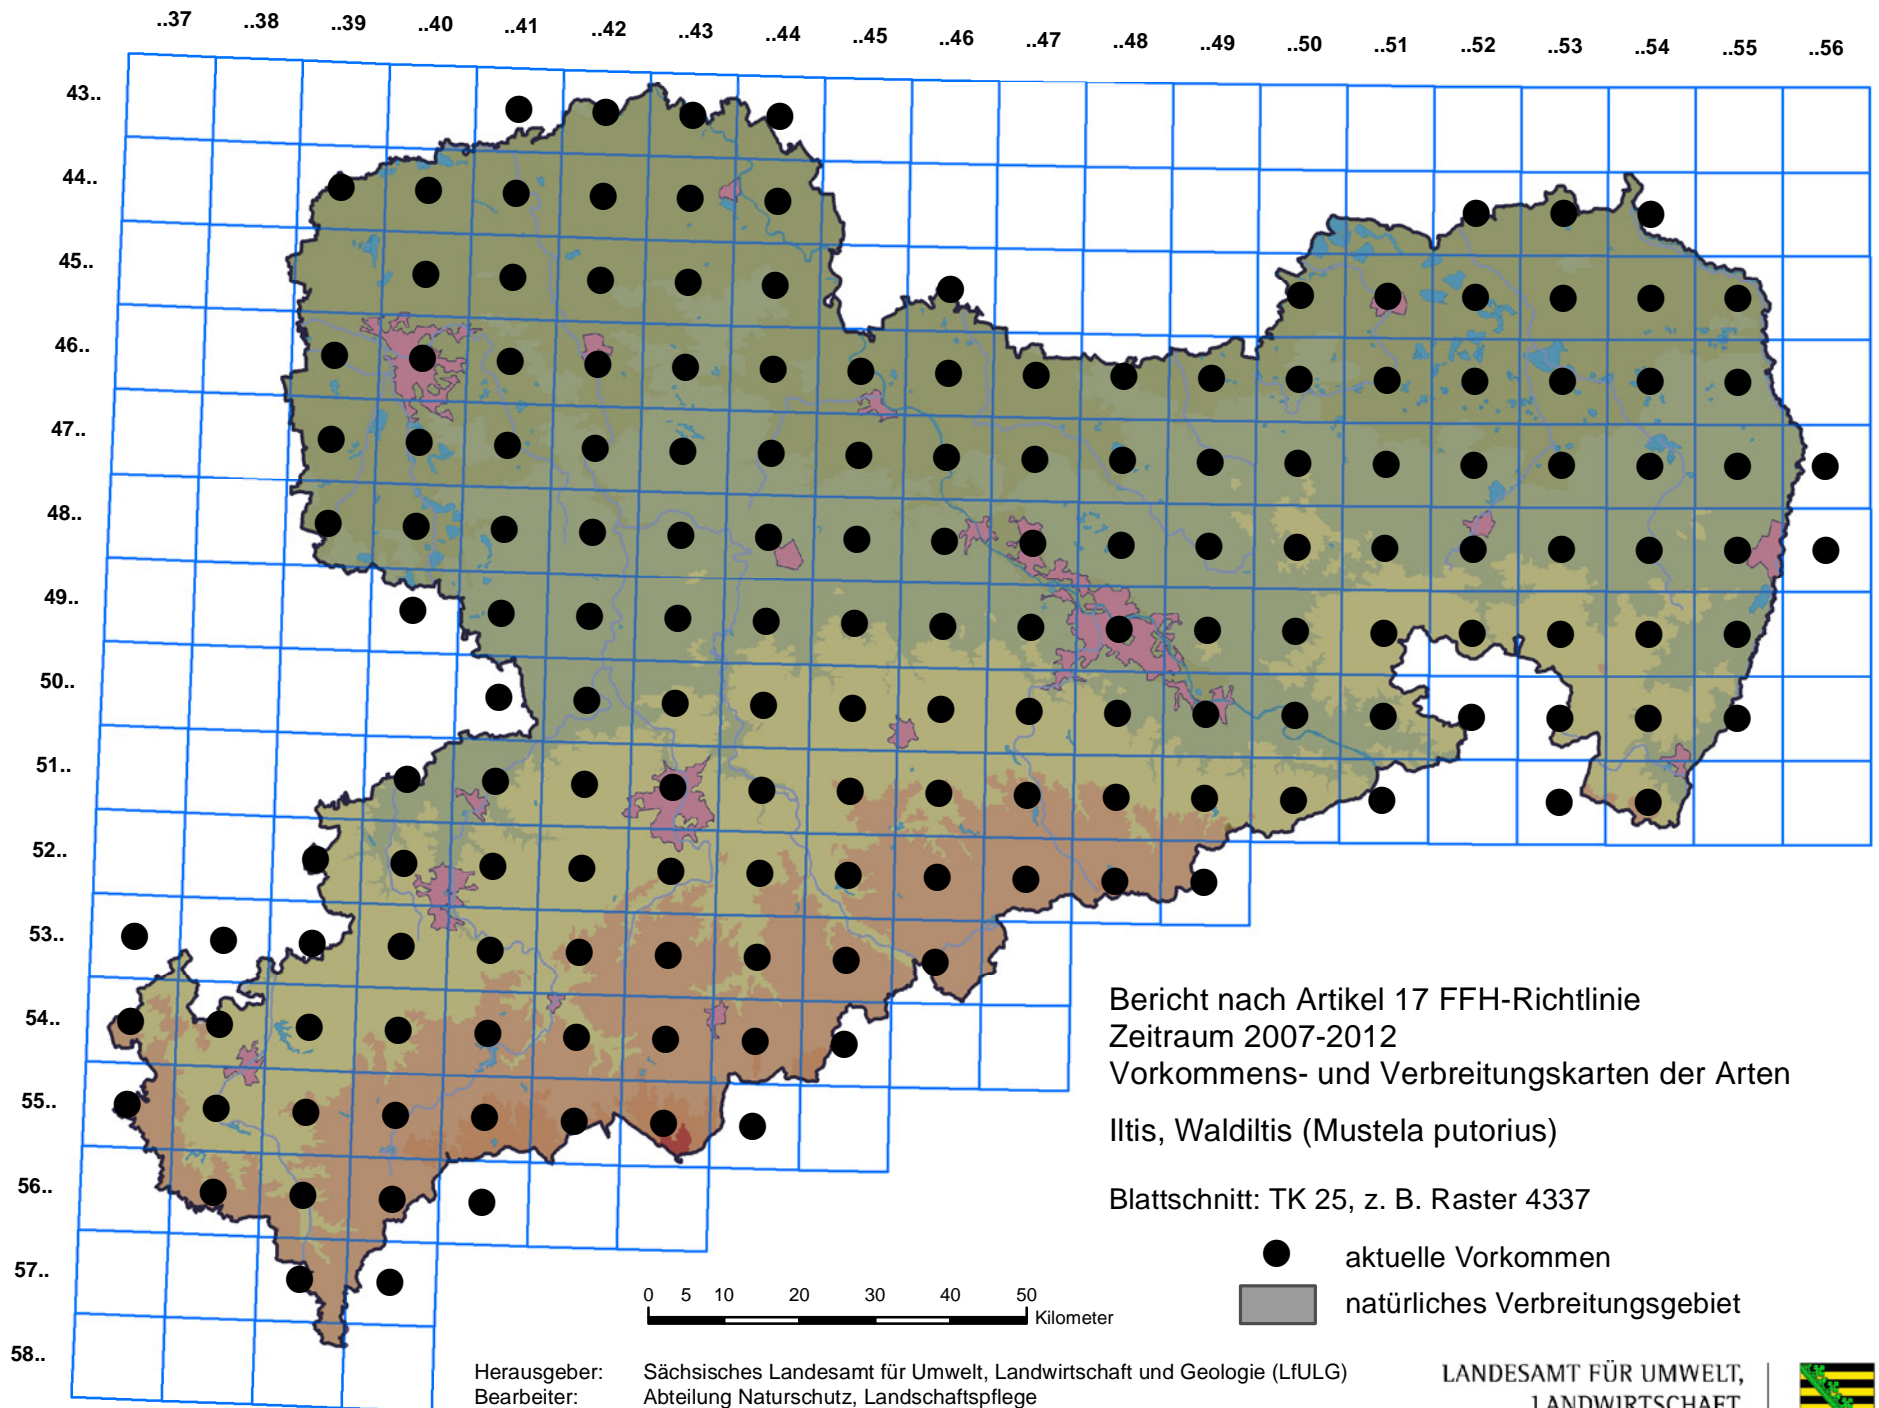 ..37 ..38 ..39 ..40 ..41 ..42 ..43 ..44 ..45 ..46 ..47 ..48 ..49 ..50 ..51 ..52 ..53 ..54 ..55 ..56
43..
44..
45..
46..
47..
48..
49..
50..
51..
52..
53..
54..
55..
56..
57..
58..
Bericht nach Artikel 17 FFH-Richtlinie
Zeitraum 2007-2012
Vorkommens- und Verbreitungskarten der Arten
Iltis, Waldiltis (Mustela putorius)
Blattschnitt: TK 25, z. B. Raster 4337
aktuelle Vorkommen
natürliches Verbreitungsgebiet
0 5 10 20 30 40 50
Kilometer
Herausgeber: Sächsisches Landesamt für Umwelt, Landwirtschaft und Geologie (LfULG)
Bearbeiter: Abteilung Naturschutz, Landschaftspflege
LANDESAMT FÜR UMWELT,
LANDWIRTSCHAFT